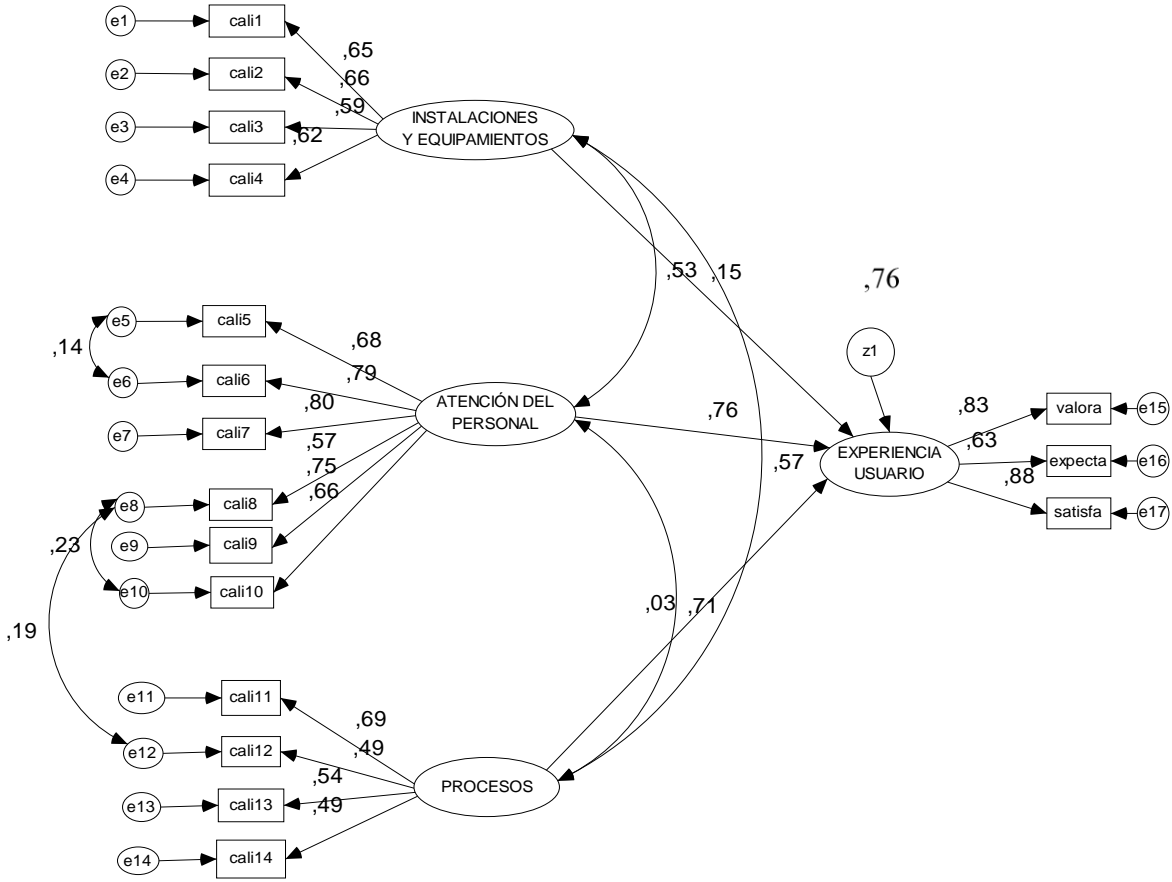 e1
cali1
,65
e2
cali2
,66
,59
e3
cali3
,62
e4
cali4
INSTALACIONES
Y EQUIPAMIENTOS
,53
,15
,76
z1
e5
cali5
,14
,68
e6
cali6
,79
e7
cali7
,80
,57
,75
,66
e8
cali8
,23
e9
cali9
e10
cali10
,19
ATENCIÓN DEL
PERSONAL
,76
,57
EXPERIENCIA
USUARIO
,83
,63
,88
valora
e15
expecta
e16
satisfa
e17
,03
,71
e11
cali11
,69
e12
cali12
,49
,54
e13
cali13
,49
e14
cali14
PROCESOS